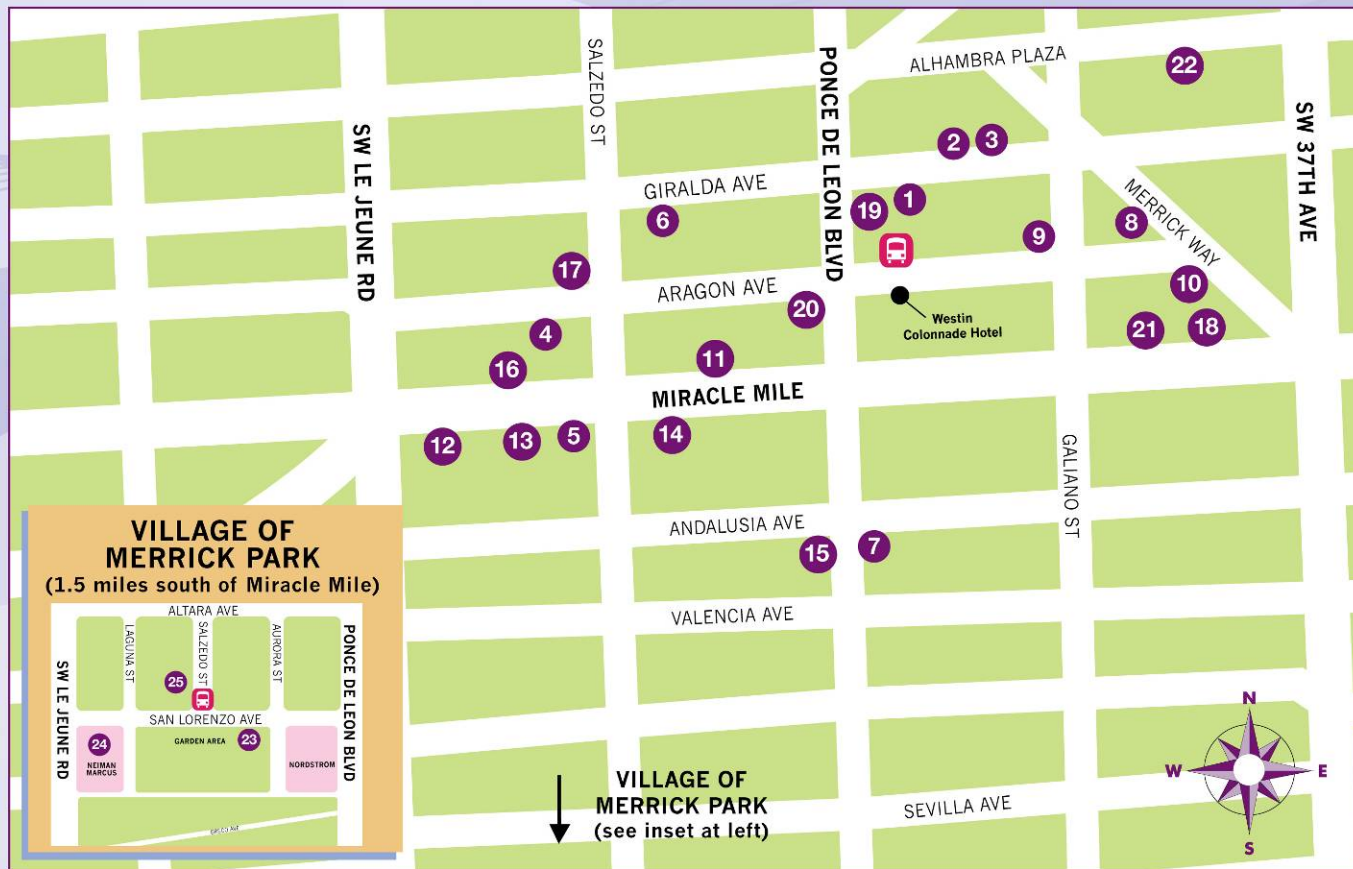 SALZEDO ST
PONCE DE LEON BLVD
ALHAMBRA PLAZA
22
SW LE JEUNE RD
SW 37TH AVE
2
3
GIRALDA AVE
MERRICK WAY
1
19
6
8
9
17
ARAGON AVE
10
20
Westin
Colonnade Hotel
4
21
18
11
16
MIRACLE MILE
12
13
5
14
GALIANO ST
ANDALUSIA AVE
15
7
VALENCIA AVE
VILLAGE OF
MERRICK PARK
(1.5 miles south of Miracle Mile)
ALTARA AVE
LAGUNA ST
SALZEDO ST
AURORA ST
SW LE JEUNE RD
PONCE DE LEON BLVD
25
SAN LORENZO AVE
24
NEIMAN
MARCUS
GARDEN AREA
23
NORDSTROM
VILLAGE OF
MERRICK PARK
(see inset at left)
SEVILLA AVE
N
W
E
S